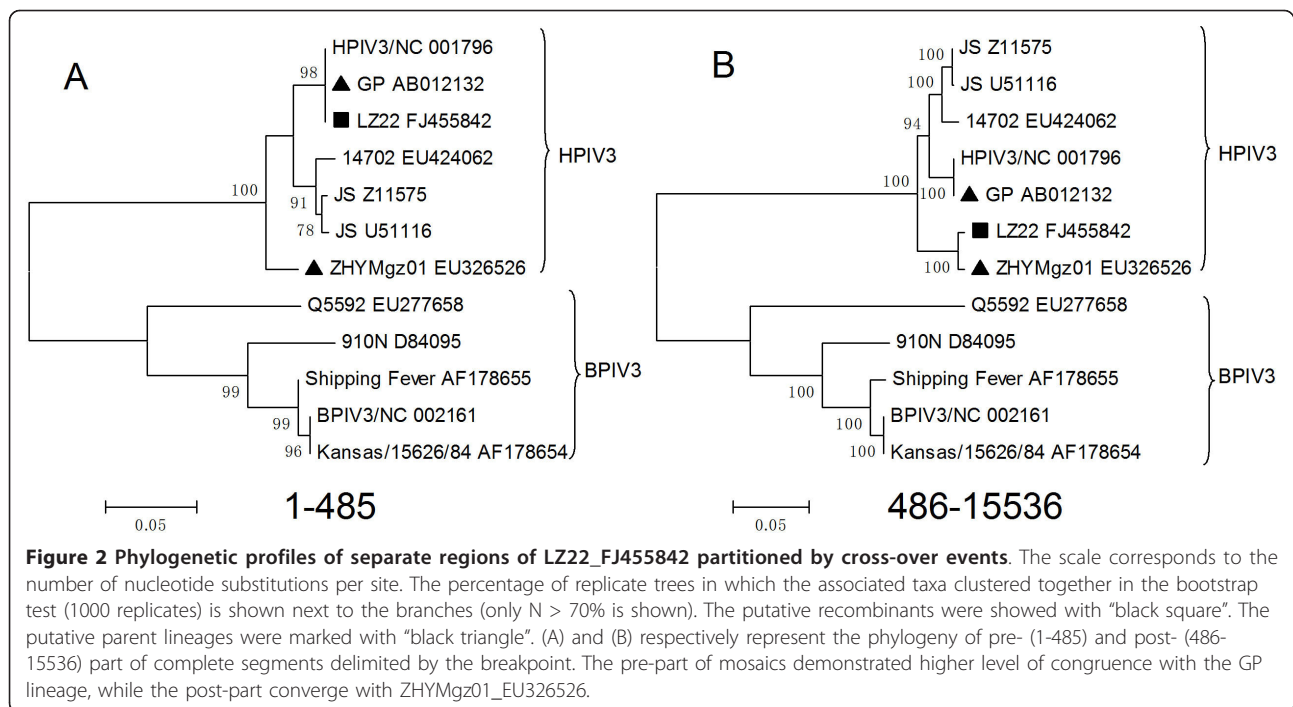 A
HPIV3/NC 001796
98
GP AB012132
LZ22 FJ455842
14702 EU424062
100
91
JS Z11575
78
JS U51116
ZHYMgz01 EU326526
HPIV3
Q5592 EU277658
910N D84095
99
Shipping Fever AF178655
99
BPIV3/NC 002161
96
Kansas/15626/84 AF178654
BPIV3
0.05
1-485
B
100
JS Z11575
100
JS U51116
14702 EU424062
94
HPIV3/NC 001796
100
100
GP AB012132
LZ22 FJ455842
100
ZHYMgz01 EU326526
HPIV3
Q5592 EU277658
910N D84095
100
Shipping Fever AF178655
100
BPIV3/NC 002161
100
Kansas/15626/84 AF178654
BPIV3
0.05
486-15536
Figure 2 Phylogenetic profiles of separate regions of LZ22_FJ455842 partitioned by cross-over events. The scale corresponds to the
number of nucleotide substitutions per site. The percentage of replicate trees in which the associated taxa clustered together in the bootstrap
test (1000 replicates) is shown next to the branches (only N > 70% is shown). The putative recombinants were showed with “black square”. The
putative parent lineages were marked with “black triangle”. (A) and (B) respectively represent the phylogeny of pre- (1-485) and post- (486-
15536) part of complete segments delimited by the breakpoint. The pre-part of mosaics demonstrated higher level of congruence with the GP
lineage, while the post-part converge with ZHYMgz01_EU326526.